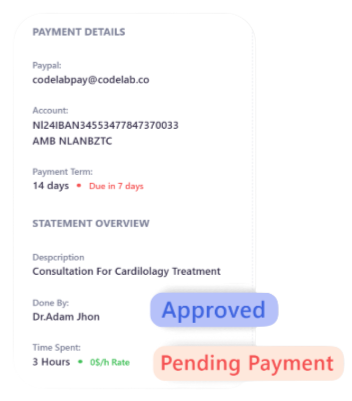 PAYMENT DETAILS
Paypal:
codelabpay@codelab.co
Account:
Nl24IBAN34553477847370033
AMB NLANBZTC
Payment Term:
14 days • Due in 7 days
STATEMENT OVERVIEW
Despcription
Consultation For Cardilolagy Treatment
Done By:
Dr.Adam Jhon
Approved
Time Spent:
3 Hours • 0$/h Rate
Pending Payment